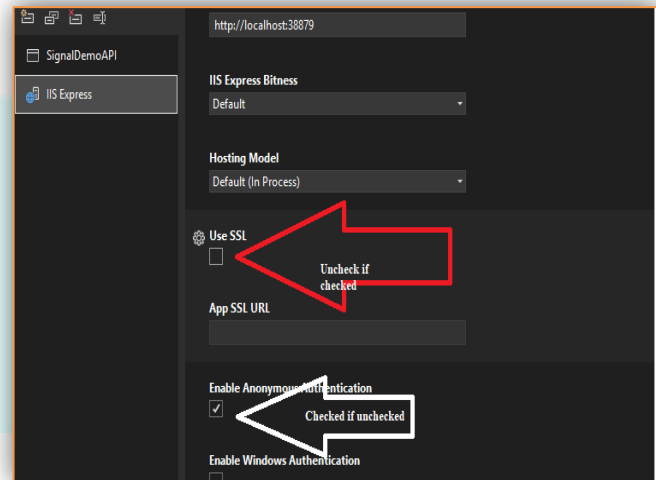 http://localhost:38879
SignalDemoAPI
IIS Express
IIS Express Bitness
Default
Hosting Model
Default (In Process)
Use SSL
Uncheck if
checked
App SSL URL
Enable Anonymous Authentication
Checked if unchecked
Enable Windows Authentication